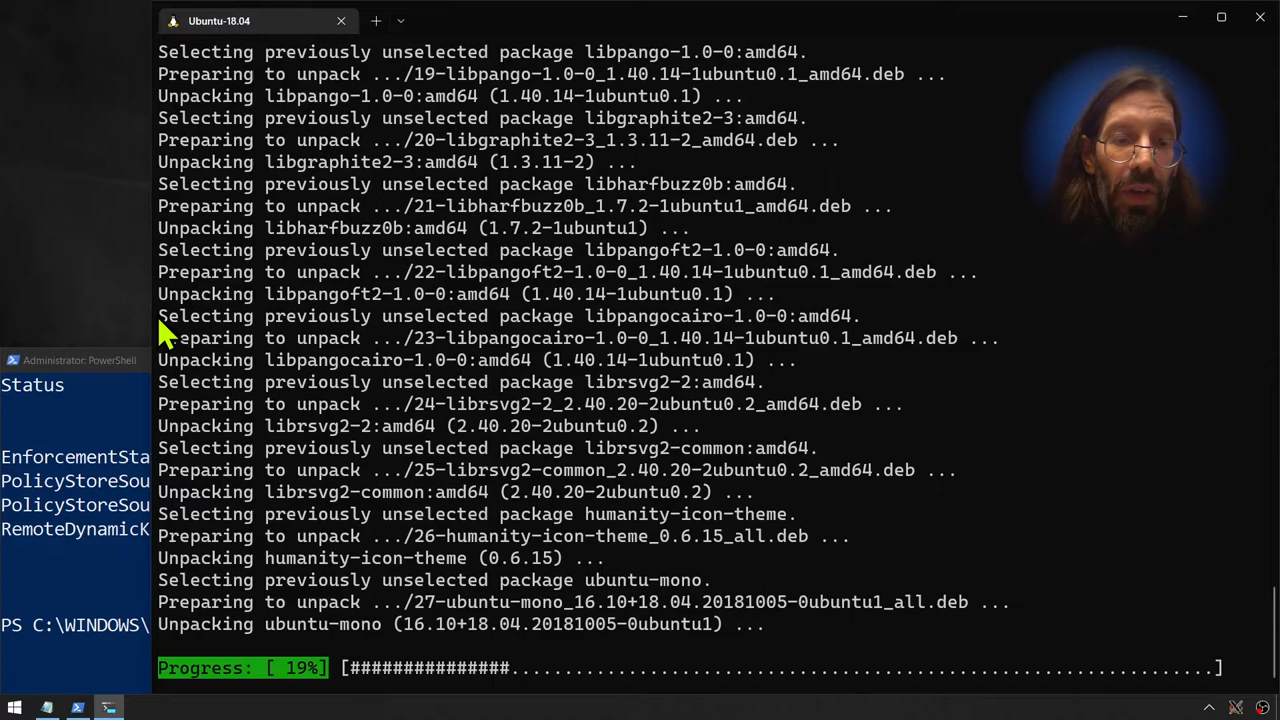 Ubuntu-18.04
Selecting previously unselected package libpango-1.0-0:amd64.
Preparing to unpack .../19-libpango-1.0-0_1.40.14-1ubuntu0.1_amd64.deb ...
Unpacking libpango-1.0-0:amd64 (1.40.14-1ubuntu0.1) ...
Selecting previously unselected package libgraphite2-3:amd64.
Preparing to unpack .../20-libgraphite2-3_1.3.11-2_amd64.deb ...
Unpacking libgraphite2-3:amd64 (1.3.11-2) ...
Selecting previously unselected package libharfbuzz0b:amd64.
Preparing to unpack .../21-libharfbuzz0b_1.7.2-1ubuntu1_amd64.deb ...
Unpacking libharfbuzz0b:amd64 (1.7.2-1ubuntu1) ...
Selecting previously unselected package libpangoft2-1.0-0:amd64.
Preparing to unpack .../22-libpangoft2-1.0-0_1.40.14-1ubuntu0.1_amd64.deb ...
Unpacking libpangoft2-1.0-0:amd64 (1.40.14-1ubuntu0.1) ...
Selecting previously unselected package libpangocairo-1.0-0:amd64.
Preparing to unpack .../23-libpangocairo-1.0-0_1.40.14-1ubuntu0.1_amd64.deb ...
Unpacking libpangocairo-1.0-0:amd64 (1.40.14-1ubuntu0.1) ...
Selecting previously unselected package librsvg2-2:amd64.
Preparing to unpack .../24-librsvg2-2_2.40.20-2ubuntu0.2_amd64.deb ...
Unpacking librsvg2-2:amd64 (2.40.20-2ubuntu0.2) ...
Selecting previously unselected package librsvg2-common:amd64.
Preparing to unpack .../25-librsvg2-common_2.40.20-2ubuntu0.2_amd64.deb ...
Unpacking librsvg2-common:amd64 (2.40.20-2ubuntu0.2) ...
Selecting previously unselected package humanity-icon-theme.
Preparing to unpack .../26-humanity-icon-theme_0.6.15_all.deb ...
Unpacking humanity-icon-theme (0.6.15) ...
Selecting previously unselected package ubuntu-mono.
Preparing to unpack .../27-ubuntu-mono_16.10+18.04.20181005-0ubuntu1_all.deb ...
Unpacking ubuntu-mono (16.10+18.04.20181005-0ubuntu1) ...
Progress: [ 19%] [###############..................................................................]
Administrator: PowerShell
Status
EnforcementSta
PolicyStoreSou
PolicyStoreSou
RemoteDynamicK
PS C:\WINDOWS\